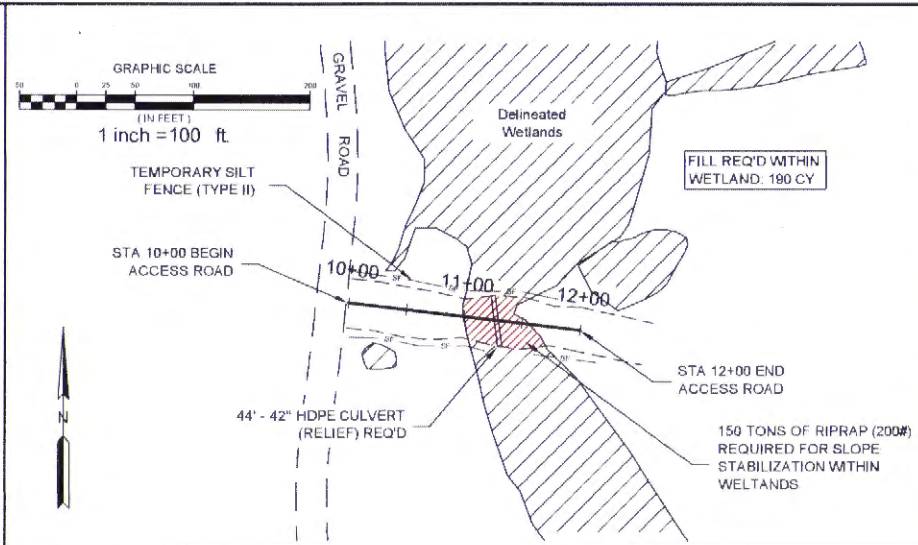 GRAPHIC SCALE
50 0 25 50 100 200
( IN FEET )
1 inch = 100 ft.
GRAVEL ROAD
Delineated
Wetlands
TEMPORARY SILT
FENCE (TYPE II)
FILL REQ'D WITHIN
WETLAND: 190 CY
STA 10+00 BEGIN
ACCESS ROAD
10+00
11+00
12+00
SF
SF
SF
SF
SF
N
STA 12+00 END
ACCESS ROAD
44' - 42" HDPE CULVERT
(RELIEF) REQ'D
150 TONS OF RIPRAP (200#)
REQUIRED FOR SLOPE
STABILIZATION WITHIN
WELTANDS